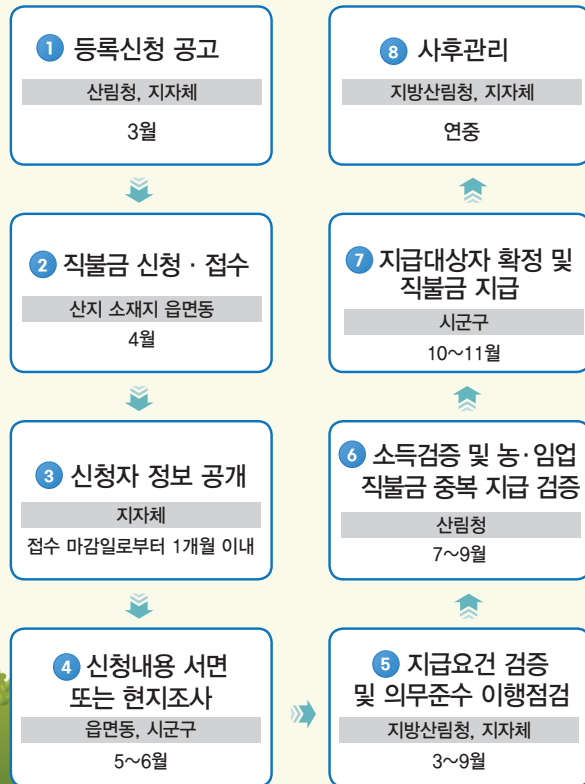 1 등록신청 공고
산림청, 지자체
3월
2 직불금 신청 · 접수
산지 소재지 읍면동
4월
3 신청자 정보 공개
지자체
접수 마감일로부터 1개월 이내
4 신청내용 서면
또는 현지조사
읍면동, 시군구
5~6월
5 지급요건 검증
및 의무준수 이행점검
지방산림청, 지자체
3~9월
6 소득검증 및 농·임업
직불금 중복 지급 검증
산림청
7~9월
7 지급대상자 확정 및
직불금 지급
시군구
10~11월
8 사후관리
지방산림청, 지자체
연중